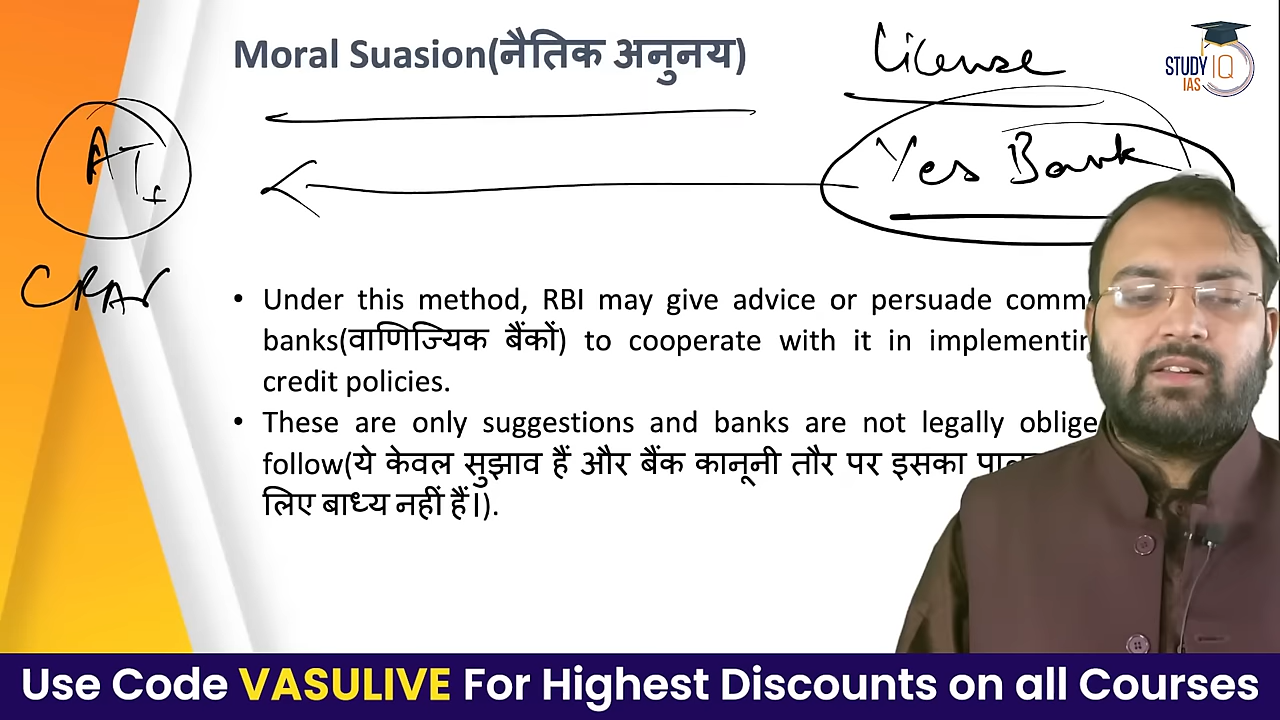 Moral Suasion(नैतिक अनुनय)
License
STUDY IQ
IAS
Yes Bank
AT1
CRAR
• Under this method, RBI may give advice or persuade comm
banks(वाणिज्यिक बैंकों) to cooperate with it in implementin
credit policies.
• These are only suggestions and banks are not legally oblige
follow(ये केवल सुझाव हैं और बैंक कानूनी तौर पर इसका
लिए बाध्य नहीं हैं।).
Use Code VASULIVE For Highest Discounts on all Courses